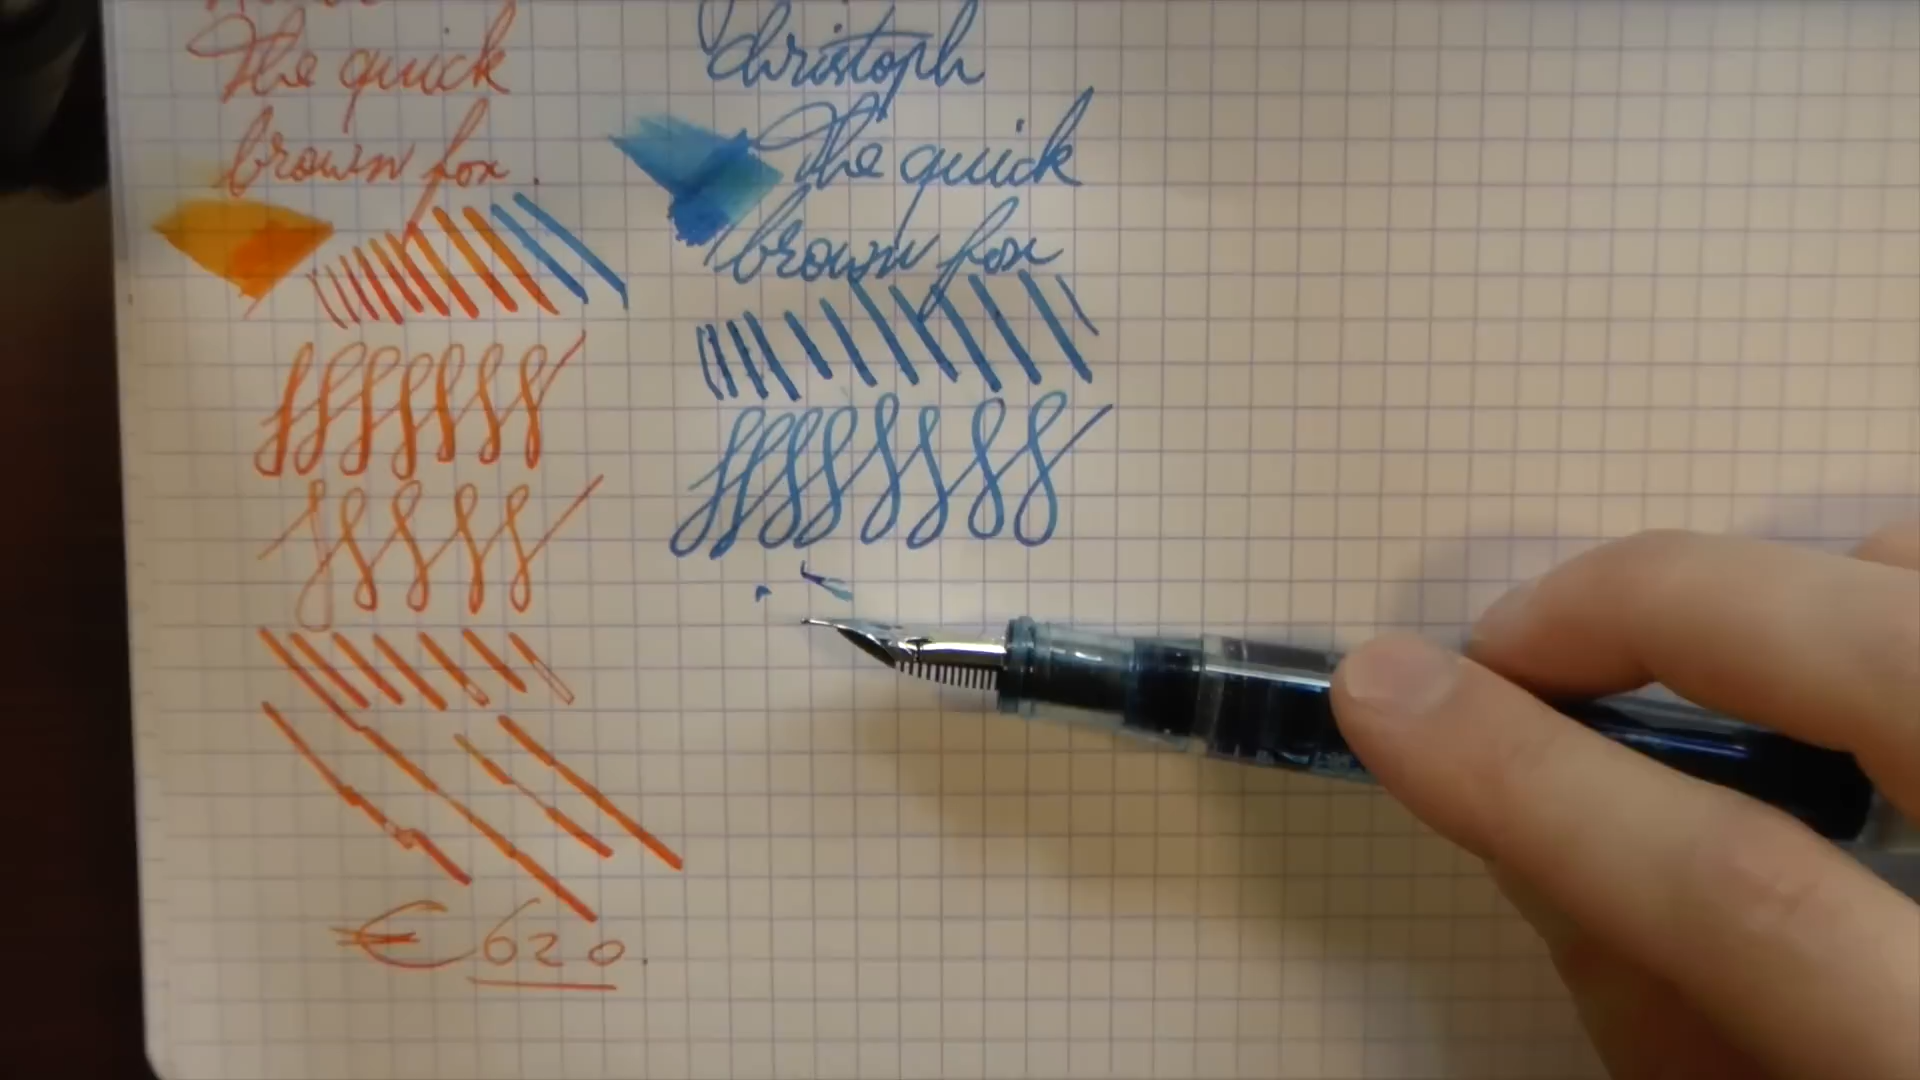 The quick
brown fox.
€ 620
Christoph
The quick
brown fox